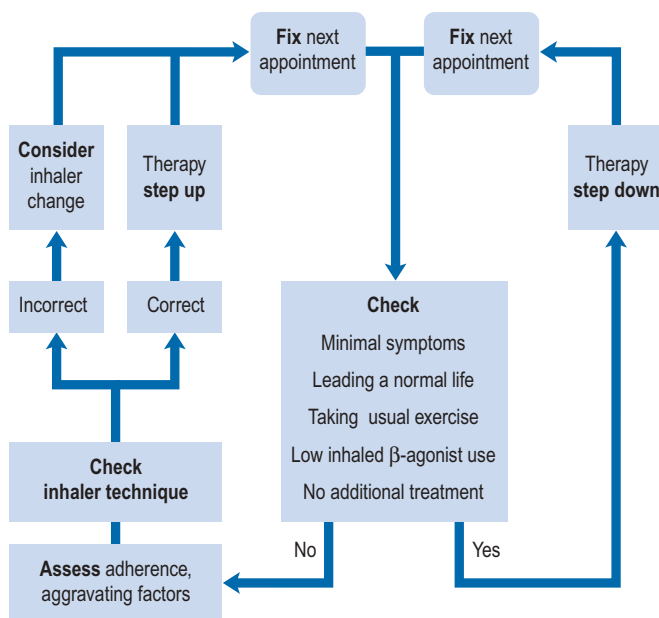 Fix next
appointment
Fix next
appointment
Consider
inhaler
change
Therapy
step up
Therapy
step down
Incorrect
Correct
Check
Minimal symptoms
Leading a normal life
Taking usual exercise
Low inhaled β-agonist use
No additional treatment
Check
inhaler technique
No
Yes
Assess adherence,
aggravating factors